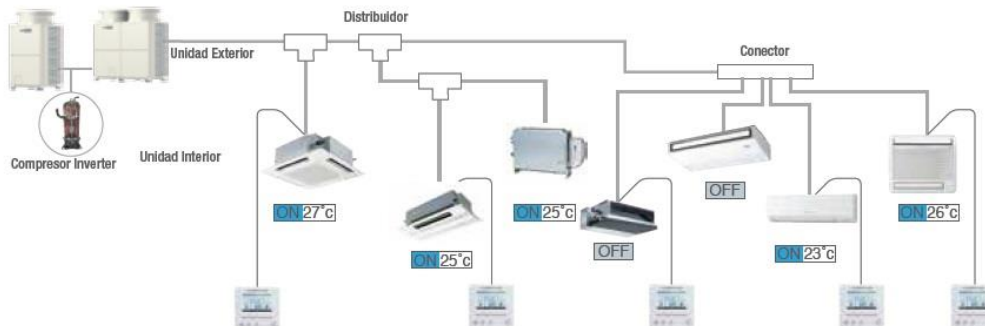 Distribuidor
Unidad Exterior
Conector
Compresor Inverter
Unidad Interior
ON 27°c
ON 25°c
ON 25°c
OFF
OFF
ON 23°c
ON 26°c